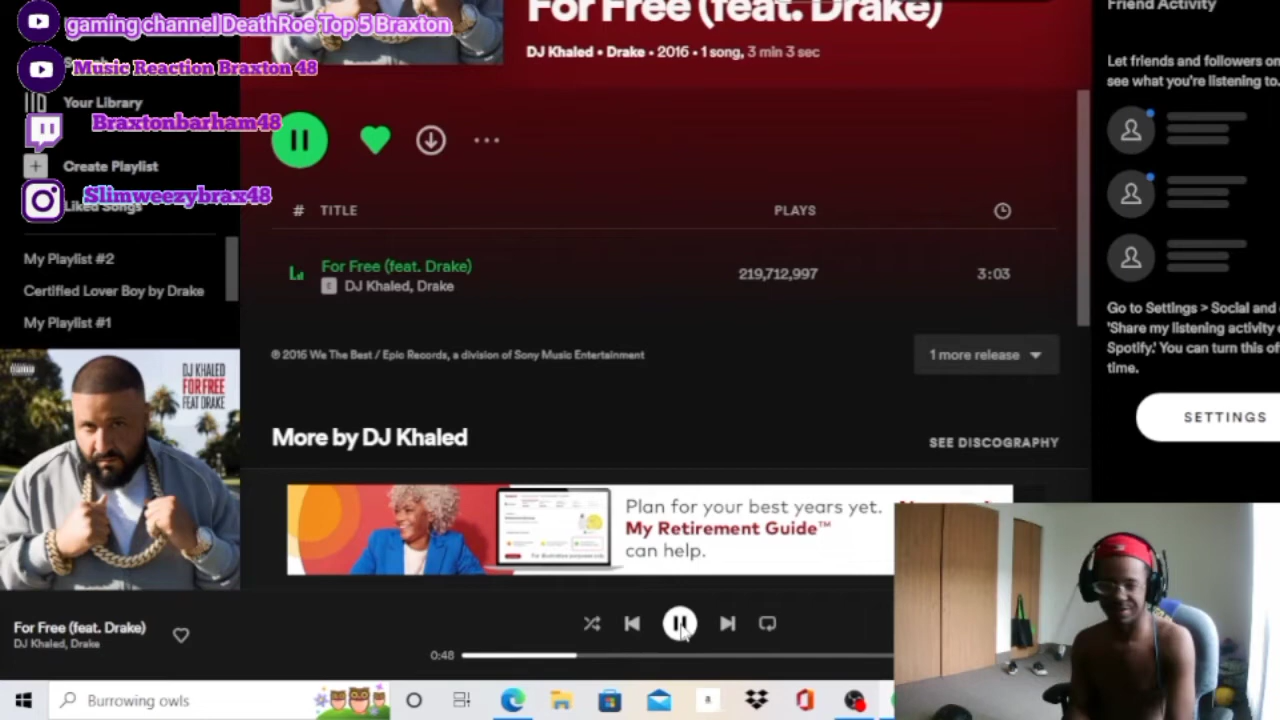 gaming channel DeathRoe Top 5 Braxton
Music Reaction Braxton 48
Your Library
Braxtonbarham48
Create Playlist
Slimweezybrax48
Liked Songs
My Playlist #2
Certified Lover Boy by Drake
My Playlist #1
DJ KHALED
FOR FREE
FEAT DRAKE
For Free (feat. Drake)
DJ Khaled, Drake
For Free (feat. Drake)
DJ Khaled • Drake • 2016 • 1 song, 3 min 3 sec
# TITLE PLAYS
For Free (feat. Drake) 219,712,997 3:03
E DJ Khaled, Drake
℗ 2016 We The Best / Epic Records, a division of Sony Music Entertainment
1 more release
More by DJ Khaled
SEE DISCOGRAPHY
Plan for your best years yet.
My Retirement Guide™
can help.
0:48
Friend Activity
Let friends and followers on
see what you're listening to.
Go to Settings > Social and
'Share my listening activity
Spotify.' You can turn this of
time.
SETTINGS
Burrowing owls
a